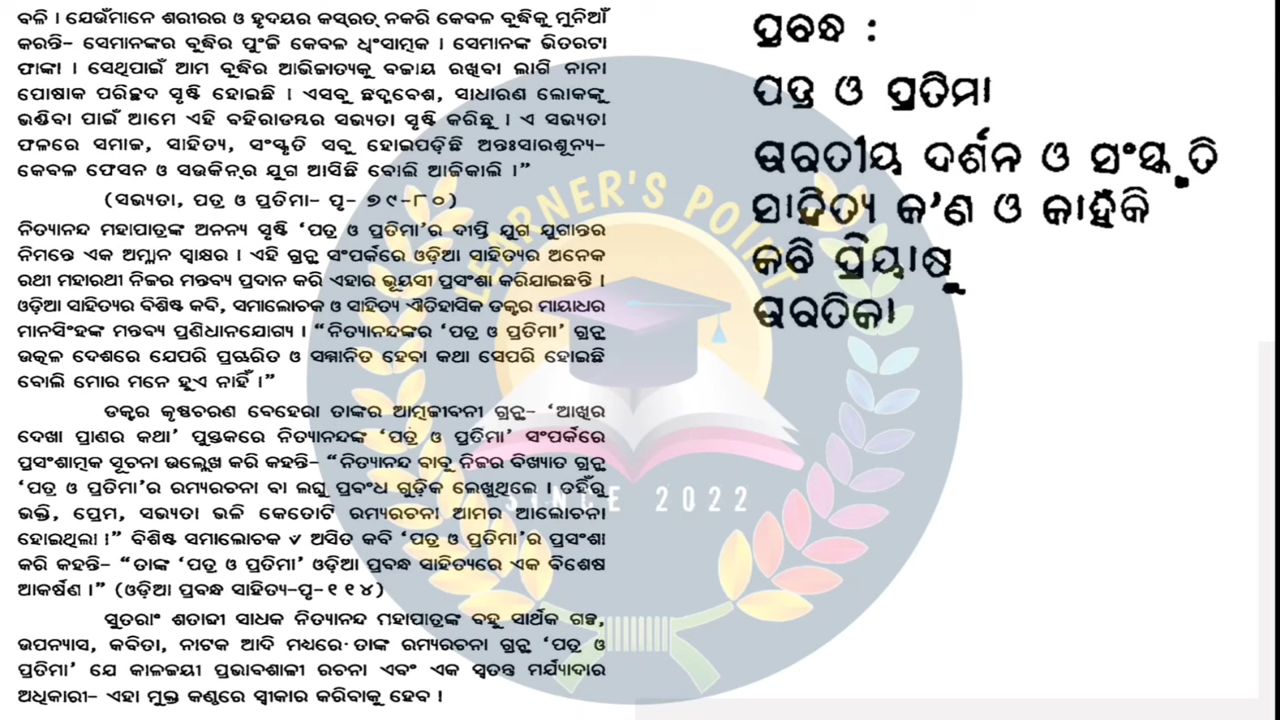 ବଳି । ଯେଉଁମାନେ ଶରୀରର ଓ ହୃଦୟର କସ୍‌ରତ୍ ନକରି କେବଳ ବୁଦ୍ଧିକୁ ମୁନିଆଁ
କରନ୍ତି– ସେମାନଙ୍କର ବୁଦ୍ଧିର ପୁଂଜି କେବଳ ଧ୍ୱଂସାତ୍ମକ । ସେମାନଙ୍କ ଭିତରଟା
ଫାଙ୍କା । ସେଥିପାଇଁ ଆମ ବୁଦ୍ଧିର ଆଭିଜାତ୍ୟକୁ ବଜାୟ ରଖିବା ଲାଗି ନାନା
ପୋଷାକ ପରିଚ୍ଛଦ ସୃଷ୍ଟି ହୋଇଛି । ଏସବୁ ଛଦ୍ମବେଶ, ସାଧାରଣ ଲୋକଙ୍କୁ
ଭଣ୍ଡିବା ପାଇଁ ଆମେ ଏହି ବହିରାଡମ୍ବର ସଭ୍ୟତା ସୃଷ୍ଟି କରିଛୁ । ଏ ସଭ୍ୟତା
ଫଳରେ ସମାଜ, ସାହିତ୍ୟ, ସଂସ୍କୃତି ସବୁ ହୋଇପଡ଼ିଛି ଅନ୍ତଃସାରଶୂନ୍ୟ–
କେବଳ ଫେସନ ଓ ସଉକିନ୍‌ର ଯୁଗ ଆସିଛି ବୋଲି ଆଜିକାଲି ।”
(ସଭ୍ୟତା, ପତ୍ର ଓ ପ୍ରତିମା– ପୃ– ୭୯–୮୦)
ନିତ୍ୟାନନ୍ଦ ମହାପାତ୍ରଙ୍କ ଅନନ୍ୟ ସୃଷ୍ଟି ‘ପତ୍ର ଓ ପ୍ରତିମା’ର ଦୀପ୍ତି ଯୁଗ ଯୁଗାନ୍ତର
ନିମନ୍ତେ ଏକ ଅମ୍ଳାନ ସ୍ୱାକ୍ଷର । ଏହି ଗ୍ରନ୍ଥ ସଂପର୍କରେ ଓଡ଼ିଆ ସାହିତ୍ୟର ଅନେକ
ରଥୀ ମହାରଥୀ ନିଜର ମନ୍ତବ୍ୟ ପ୍ରଦାନ କରି ଏହାର ଭୂୟସୀ ପ୍ରସଂଶା କରିଯାଇଛନ୍ତି ।
ଓଡ଼ିଆ ସାହିତ୍ୟର ବିଶିଷ୍ଟ କବି, ସମାଲୋଚକ ଓ ସାହିତ୍ୟ ଐତିହାସିକ ଡକ୍ଟର ମାୟାଧର
ମାନସିଂହଙ୍କ ମନ୍ତବ୍ୟ ପ୍ରଣିଧାନଯୋଗ୍ୟ । “ନିତ୍ୟାନନ୍ଦଙ୍କର ‘ପତ୍ର ଓ ପ୍ରତିମା’ ଗ୍ରନ୍ଥ
ଉତ୍କଳ ଦେଶରେ ଯେପରି ପ୍ରଚ୍ଚରିତ ଓ ସମ୍ମାନିତ ହେବା କଥା ସେପରି ହୋଇଛି
ବୋଲି ମୋର ମନେ ହୁଏ ନାହିଁ ।”
ଡକ୍ଟର କୃଷ୍ଣଚରଣ ବେହେରା ତାଙ୍କର ଆତ୍ମଜୀବନୀ ଗ୍ରନ୍ଥ– ‘ଆଖିର
ଦେଖା ପ୍ରାଣର କଥା’ ପୁସ୍ତକରେ ନିତ୍ୟାନନ୍ଦଙ୍କ ‘ପତ୍ର ଓ ପ୍ରତିମା’ ସଂପର୍କରେ
ପ୍ରସଂଶାତ୍ମକ ସୂଚନା ଉଲ୍ଲେଖ କରି କହନ୍ତି– “ନିତ୍ୟାନନ୍ଦ ବାବୁ ନିଜର ବିଖ୍ୟାତ ଗ୍ରନ୍ଥ
‘ପତ୍ର ଓ ପ୍ରତିମା’ର ରମ୍ୟରଚନା ବା ଲଘୁ ପ୍ରବଂଧ ଗୁଡ଼ିକ ଲେଖୁଥିଲେ । ତହିଁରୁ
ଭକ୍ତି, ପ୍ରେମ, ସଭ୍ୟତା ଭଳି କେତୋଟି ରମ୍ୟରଚନା ଆମର ଆଲୋଚନା
ହୋଇଥିଲା ।” ବିଶିଷ୍ଟ ସମାଲୋଚକ ଅସିତ କବି ‘ପତ୍ର ଓ ପ୍ରତିମା’ର ପ୍ରସଂଶା
କରି କହନ୍ତି– “ତାଙ୍କ ‘ପତ୍ର ଓ ପ୍ରତିମା’ ଓଡ଼ିଆ ପ୍ରବନ୍ଧ ସାହିତ୍ୟରେ ଏକ ବିଶେଷ
ଆକର୍ଷଣ ।” (ଓଡ଼ିଆ ପ୍ରବନ୍ଧ ସାହିତ୍ୟ–ପୃ–୧୧୪)
ସୁତରାଂ ଶତାବ୍ଦୀ ସାଧକ ନିତ୍ୟାନନ୍ଦ ମହାପାତ୍ରଙ୍କ ବହୁ ସାର୍ଥକ ଗଳ୍ପ,
ଉପନ୍ୟାସ, କବିତା, ନାଟକ ଆଦି ମଧ୍ୟରେ ତାଙ୍କ ରମ୍ୟରଚନା ଗ୍ରନ୍ଥ ‘ପତ୍ର ଓ
ପ୍ରତିମା’ ଯେ କାଳଜୟୀ ପ୍ରଭାବଶାଳୀ ରଚନା ଏବଂ ଏକ ସ୍ୱତନ୍ତ ମର୍ଯ୍ୟାଦାର
ଅଧିକାରୀ– ଏହା ମୁକ୍ତ କଣ୍ଠରେ ସ୍ୱୀକାର କରିବାକୁ ହେବ !
ପ୍ରବନ୍ଧ :
ପତ୍ର ଓ ପ୍ରତିମା
ଭାରତୀୟ ଦର୍ଶନ ଓ ସଂସ୍କୃତି
ସାହିତ୍ୟ କ'ଣ ଓ କାହିଁକି
କବି ପ୍ରିୟାଷୁ
ଭାରତିକା
LEARNER'S POINT
SINCE 2022